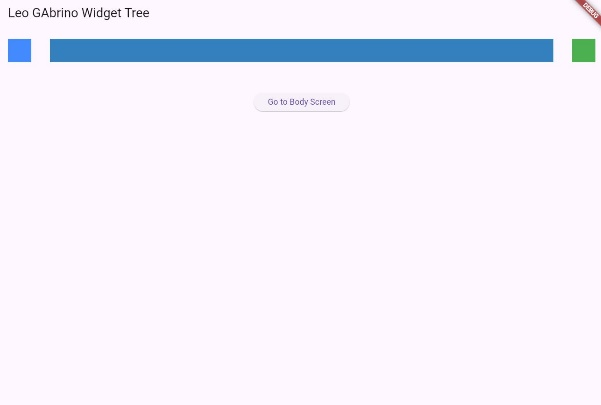 Leo GAbrino Widget Tree
DEBUG
Go to Body Screen